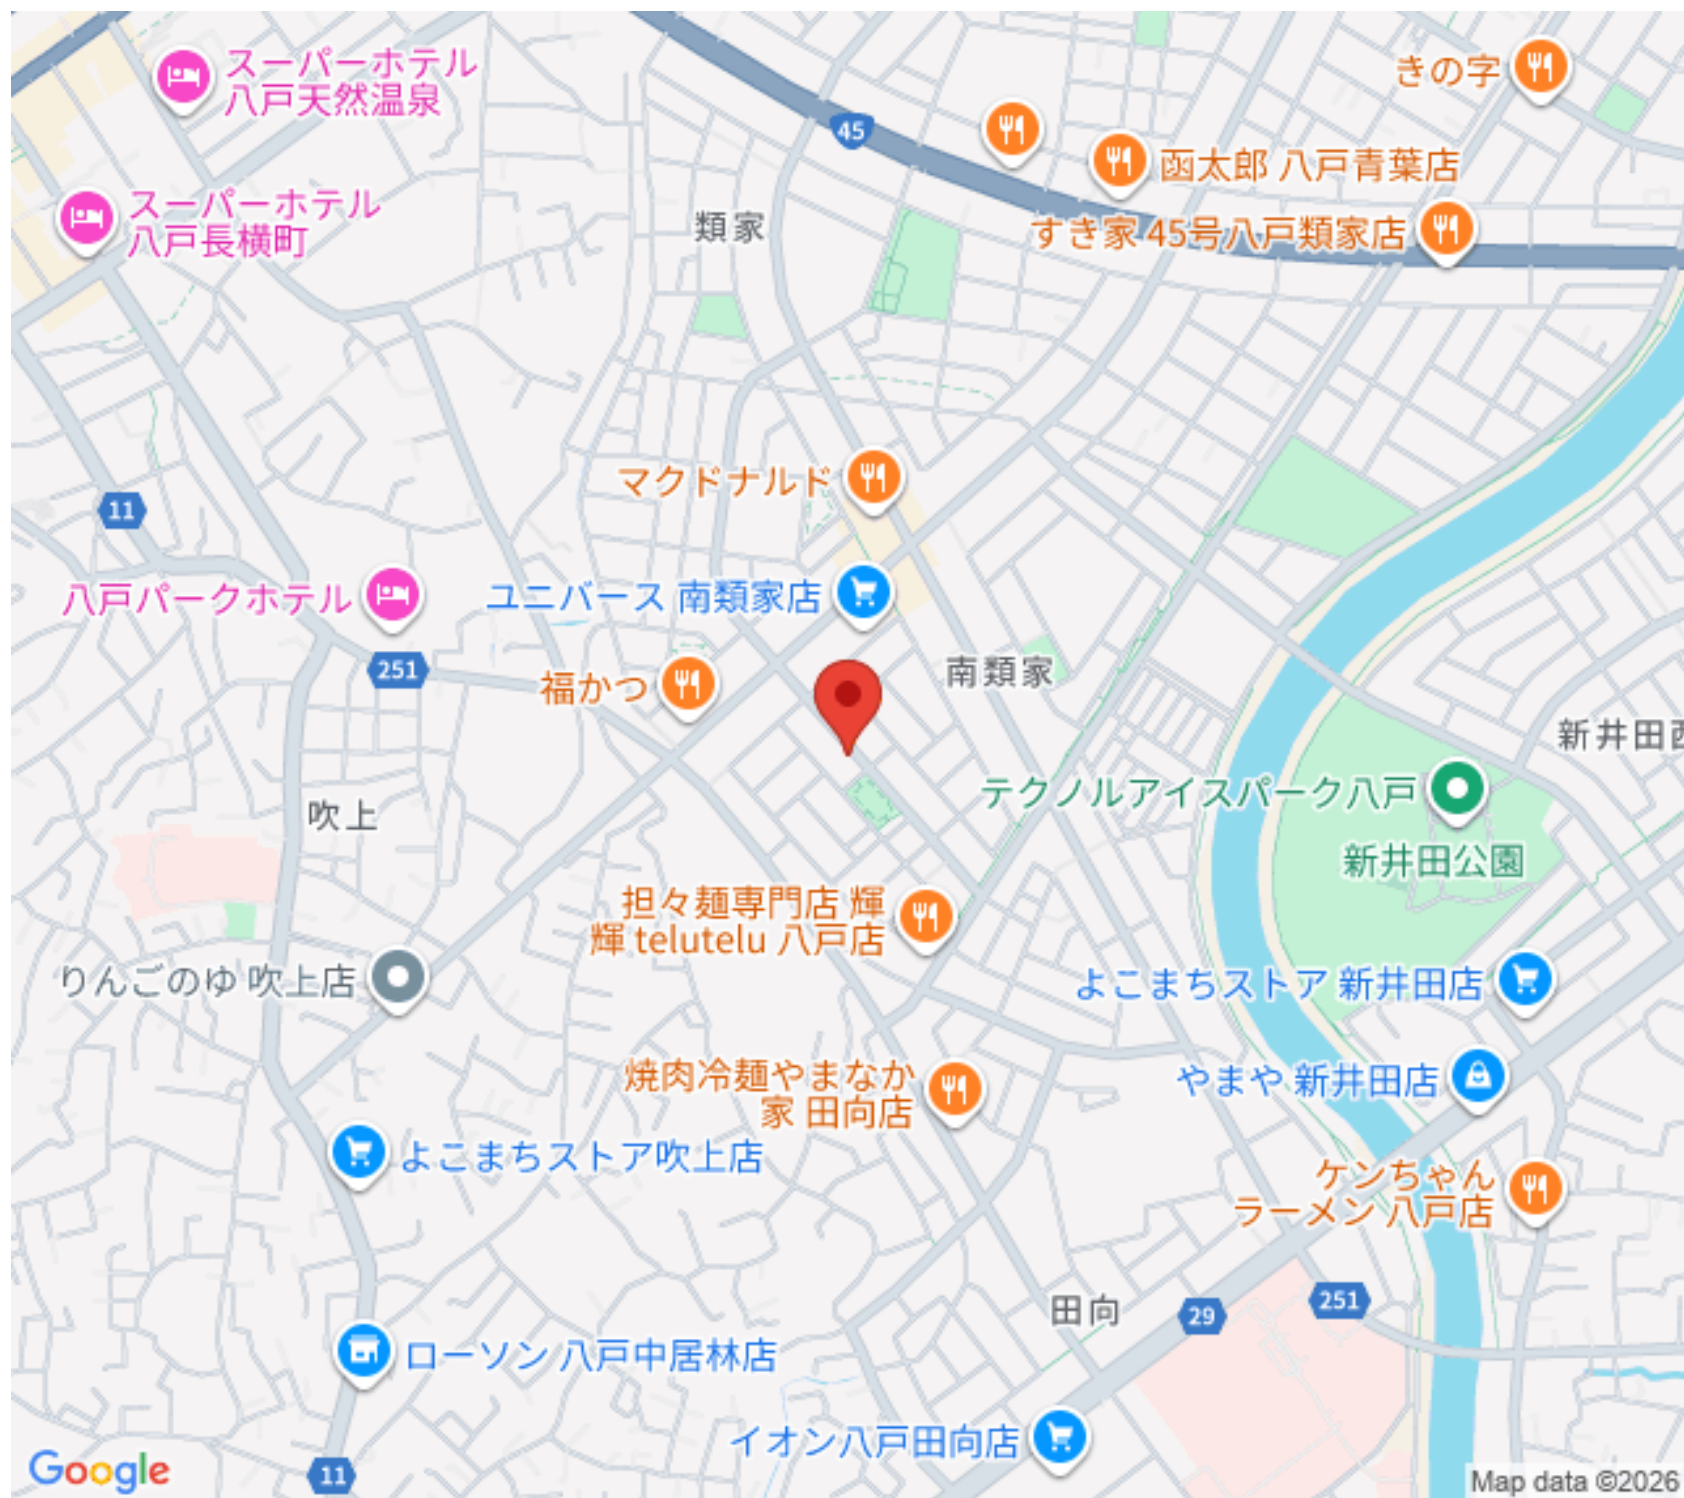 スーパーホテル
八戸天然温泉
きの字
45
函太郎 八戸青葉店
スーパーホテル
八戸長横町
類家
すき家 45号八戸類家店
マクドナルド
11
八戸パークホテル
ユニバース 南類家店
251
福かつ
南類家
新井田西
テクノルアイスパーク八戸
吹上
新井田公園
担々麺専門店 輝
輝 telutelu 八戸店
りんごのゆ 吹上店
よこまちストア 新井田店
焼肉冷麺やまなか
家 田向店
やまや 新井田店
よこまちストア吹上店
ケンちゃん
ラーメン 八戸店
田向
29
251
ローソン 八戸中居林店
イオン八戸田向店
Google
11
Map data ©2026